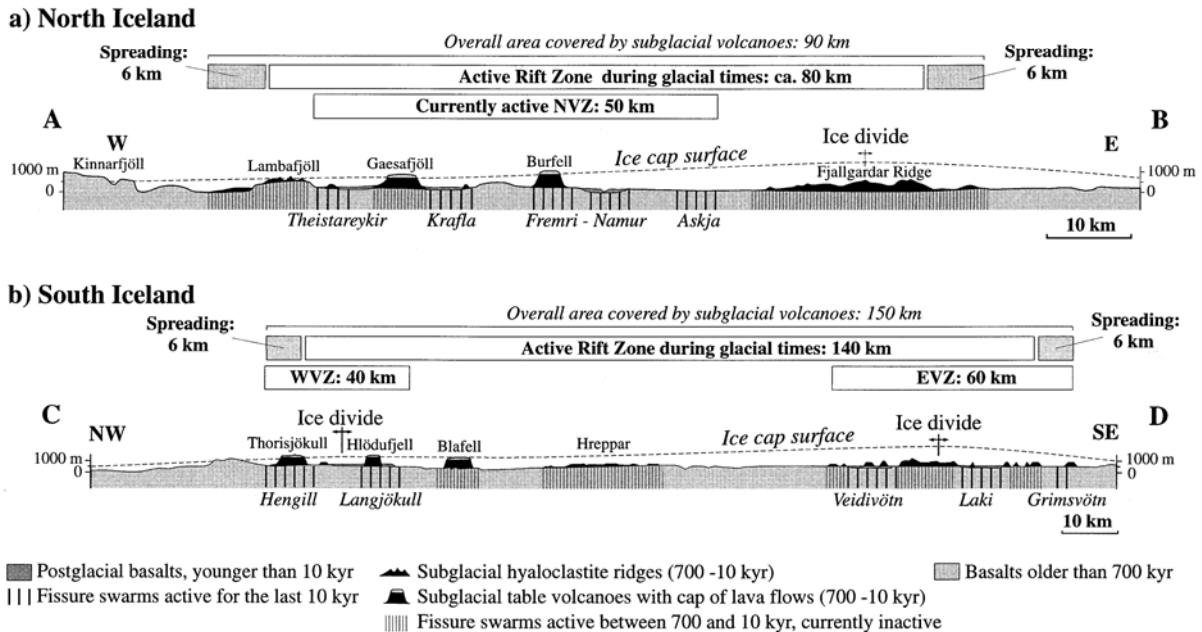 a) North Iceland
Overall area covered by subglacial volcanoes: 90 km
Spreading:
6 km
Active Rift Zone during glacial times: ca. 80 km
Spreading:
6 km
Currently active NVZ: 50 km
A
B
W
E
Ice divide
Kinnarfjöll
Lambafjöll
Gaesafjöll
Burfell
Ice cap surface
Fjallgardar Ridge
1000 m
0
1000 m
0
Theistareykir
Krafla
Fremri - Namur
Askja
10 km
b) South Iceland
Overall area covered by subglacial volcanoes: 150 km
Spreading:
6 km
Active Rift Zone during glacial times: 140 km
Spreading:
6 km
WVZ: 40 km
EVZ: 60 km
C
D
NW
SE
Ice divide
Ice divide
Thorisjökull
Hlödufjell
Blafell
Hreppar
Ice cap surface
1000 m
0
1000 m
0
Hengill
Langjökull
Veidivötn
Laki
Grimsvötn
10 km
Postglacial basalts, younger than 10 kyr
Subglacial hyaloclastite ridges (700 -10 kyr)
Basalts older than 700 kyr
Fissure swarms active for the last 10 kyr
Subglacial table volcanoes with cap of lava flows (700 -10 kyr)
Fissure swarms active between 700 and 10 kyr, currently inactive